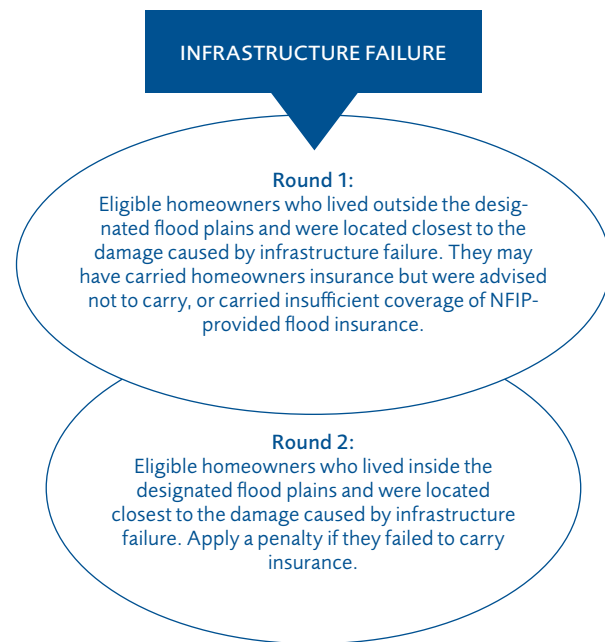 INFRASTRUCTURE FAILURE
Round 1:
Eligible homeowners who lived outside the desig-
nated flood plains and were located closest to the
damage caused by infrastructure failure. They may
have carried homeowners insurance but were advised
not to carry, or carried insufficient coverage of NFIP-
provided flood insurance.
Round 2:
Eligible homeowners who lived inside the
designated flood plains and were located
closest to the damage caused by infrastructure
failure. Apply a penalty if they failed to carry
insurance.